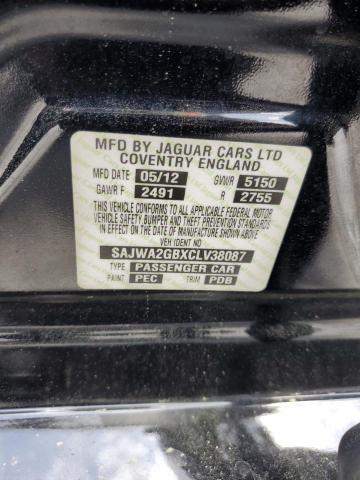 MFD BY JAGUAR CARS LTD
COVENTRY ENGLAND
MFD DATE 05/12 GVWR 5150
GAWR F 2491 R 2755
THIS VEHICLE CONFORMS TO ALL APPLICABLE FEDERAL MOTOR
VEHICLE SAFETY, BUMPER AND THEFT PREVENTION STANDARDS
IN EFFECT ON THE DATE OF MANUFACTURE SHOWN ABOVE
VEH IDENT NO
SAJWA2GBXCLV38087
TYPE PASSENGER CAR
PAINT PEC TRIM PDB